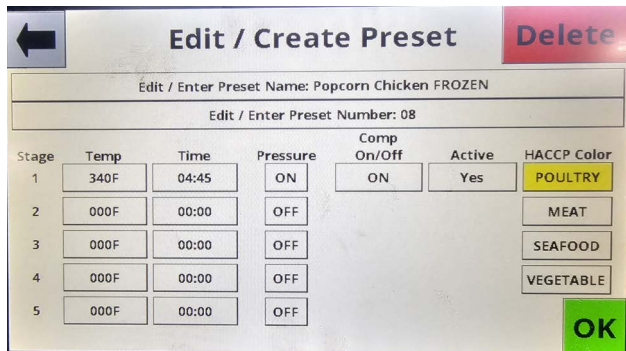 Edit / Create Preset
Delete
Edit / Enter Preset Name: Popcorn Chicken FROZEN
Edit / Enter Preset Number: 08
Stage Temp Time Pressure Comp On/Off Active HACCP Color
1 340F 04:45 ON ON Yes POULTRY
2 000F 00:00 OFF MEAT
3 000F 00:00 OFF SEAFOOD
4 000F 00:00 OFF VEGETABLE
5 000F 00:00 OFF
OK